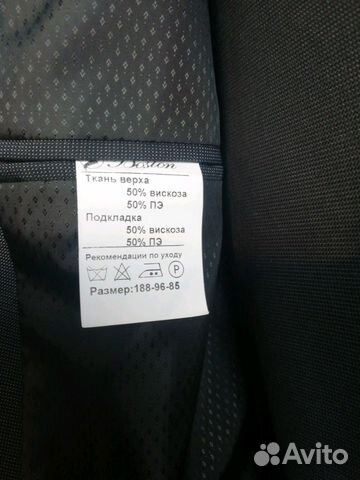 Boston
Ткань верха
50% вискоза
50% ПЭ
Подкладка
50% вискоза
50% ПЭ
Рекомендации по уходу
P
Размер:188-96-85
Avito